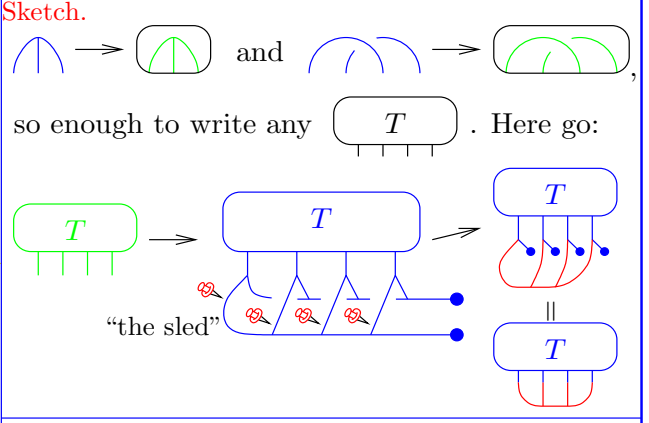 Sketch.
and ,
so enough to write any T . Here go:
T T T
“the sled”
T